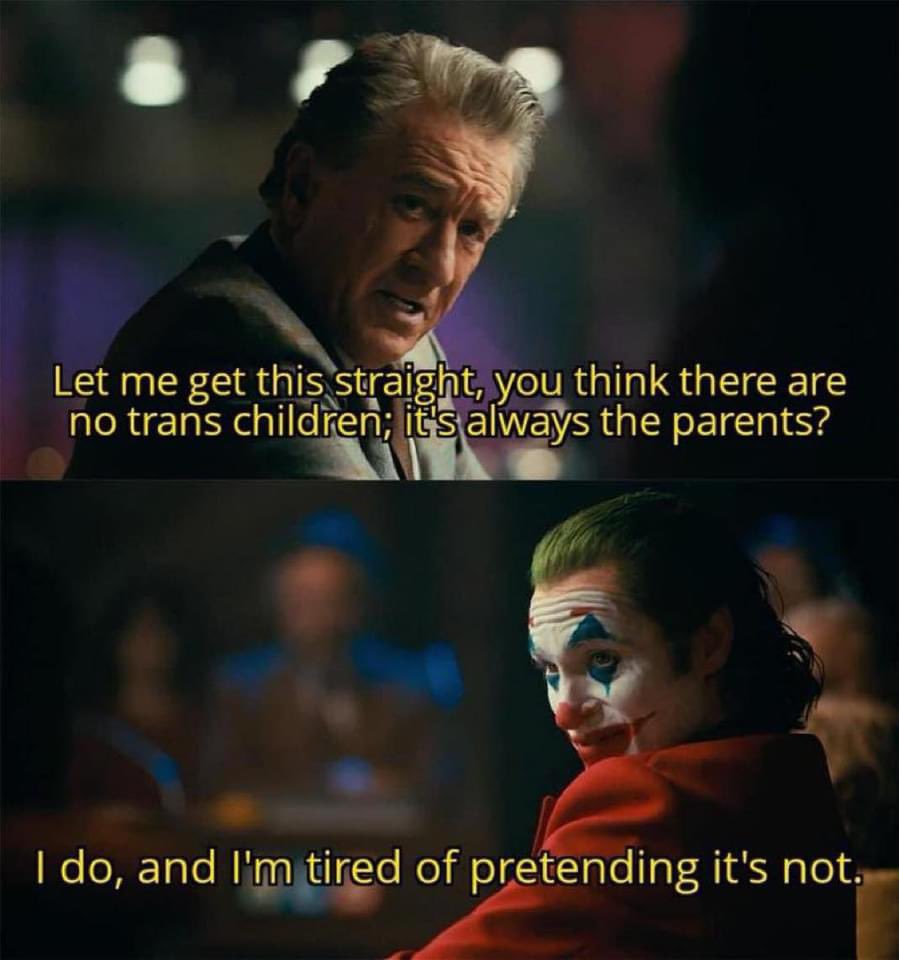 Let me get this straight, you think there are
no trans children; it's always the parents?
I do, and I'm tired of pretending it's not.